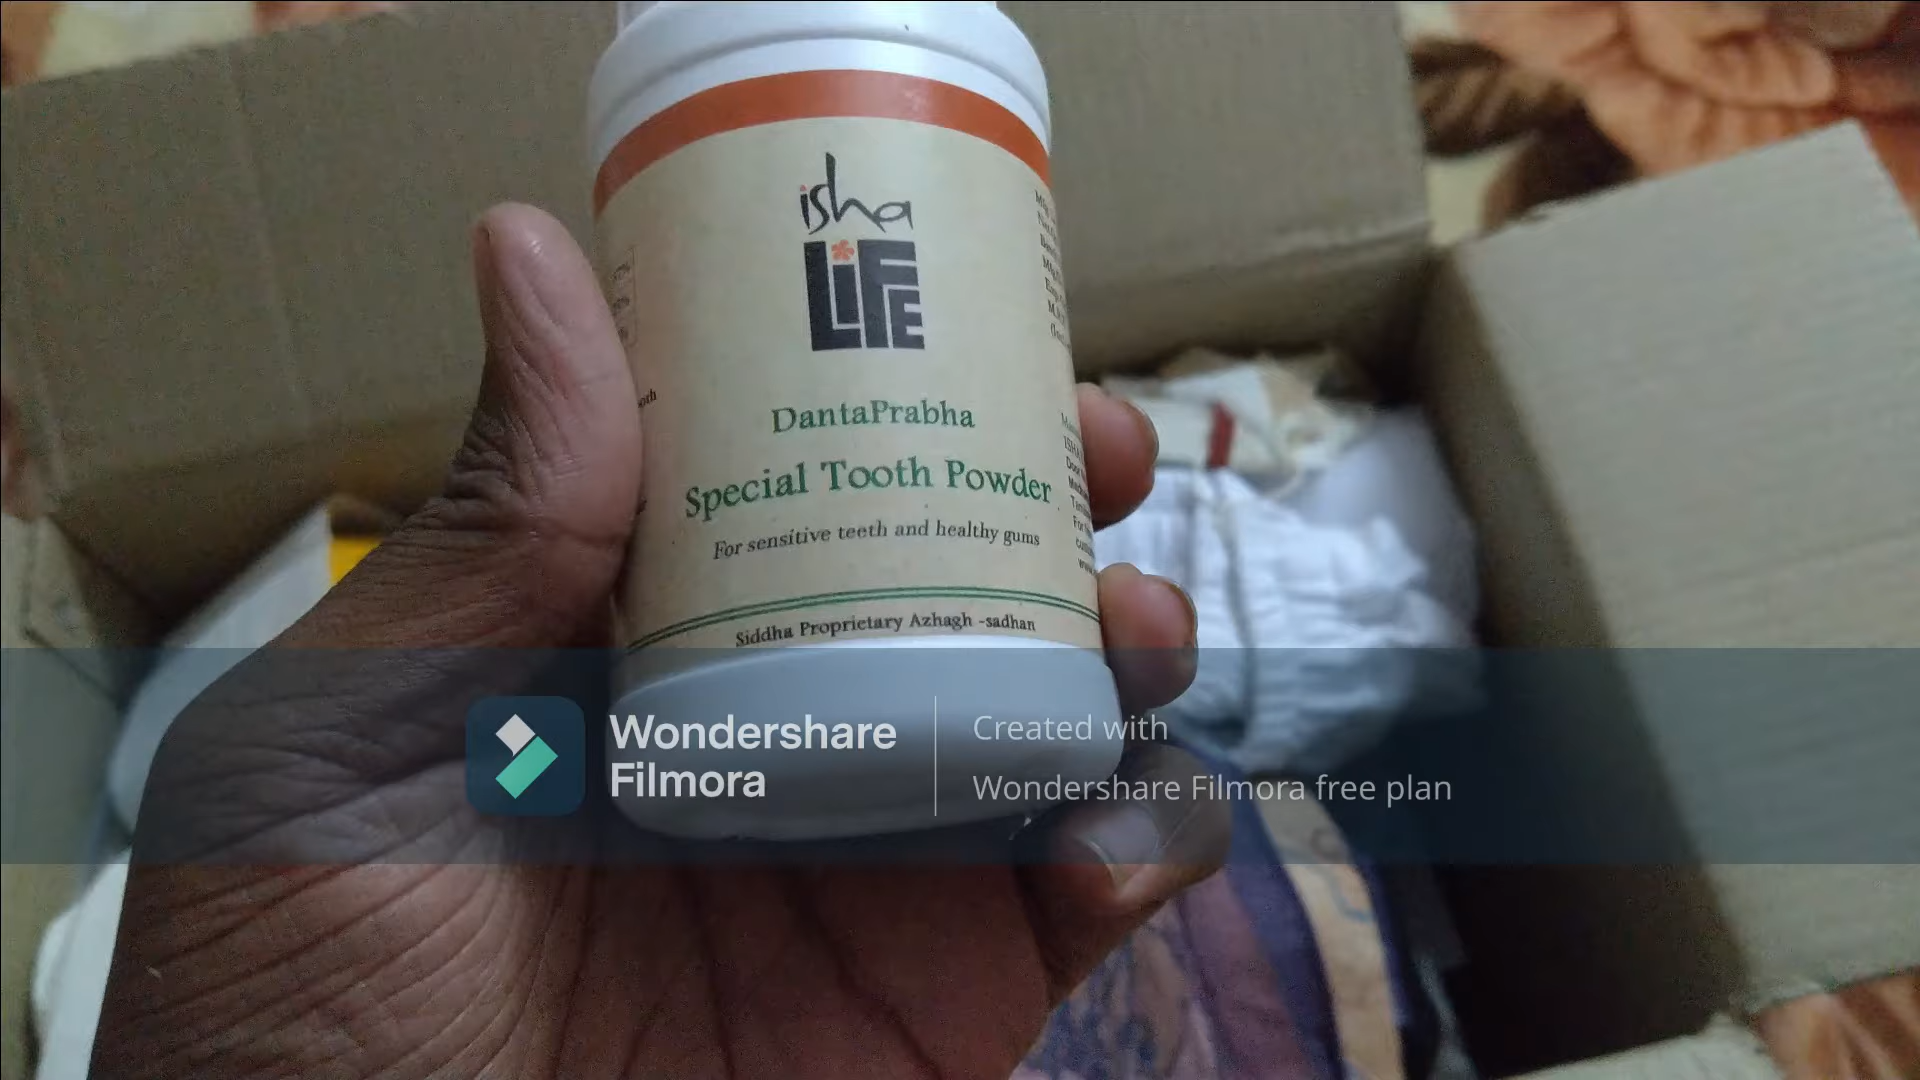 isha
LIFE
DantaPrabha
Special Tooth Powder
For sensitive teeth and healthy gums
Siddha Proprietary Azhagh -sadhan
Wondershare
Filmora
Created with
Wondershare Filmora free plan